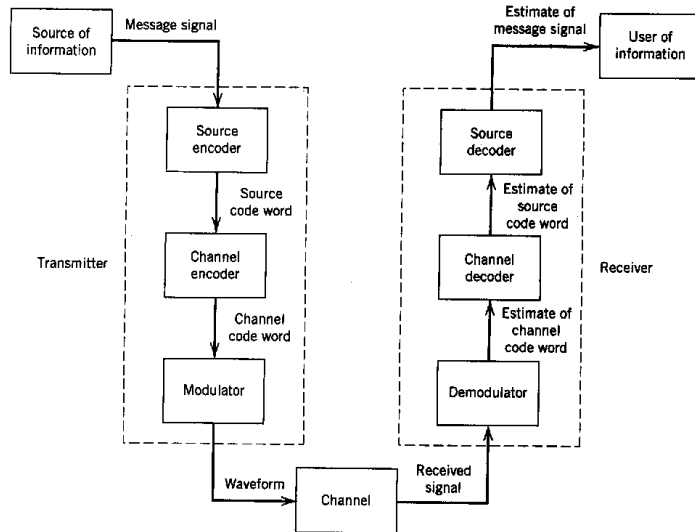 Source of
information
Message signal
Estimate of
message signal
User of
information
Source
encoder
Source
code word
Transmitter
Channel
encoder
Channel
code word
Modulator
Waveform
Channel
Received
signal
Demodulator
Estimate of
channel
code word
Channel
decoder
Receiver
Estimate of
source
code word
Source
decoder